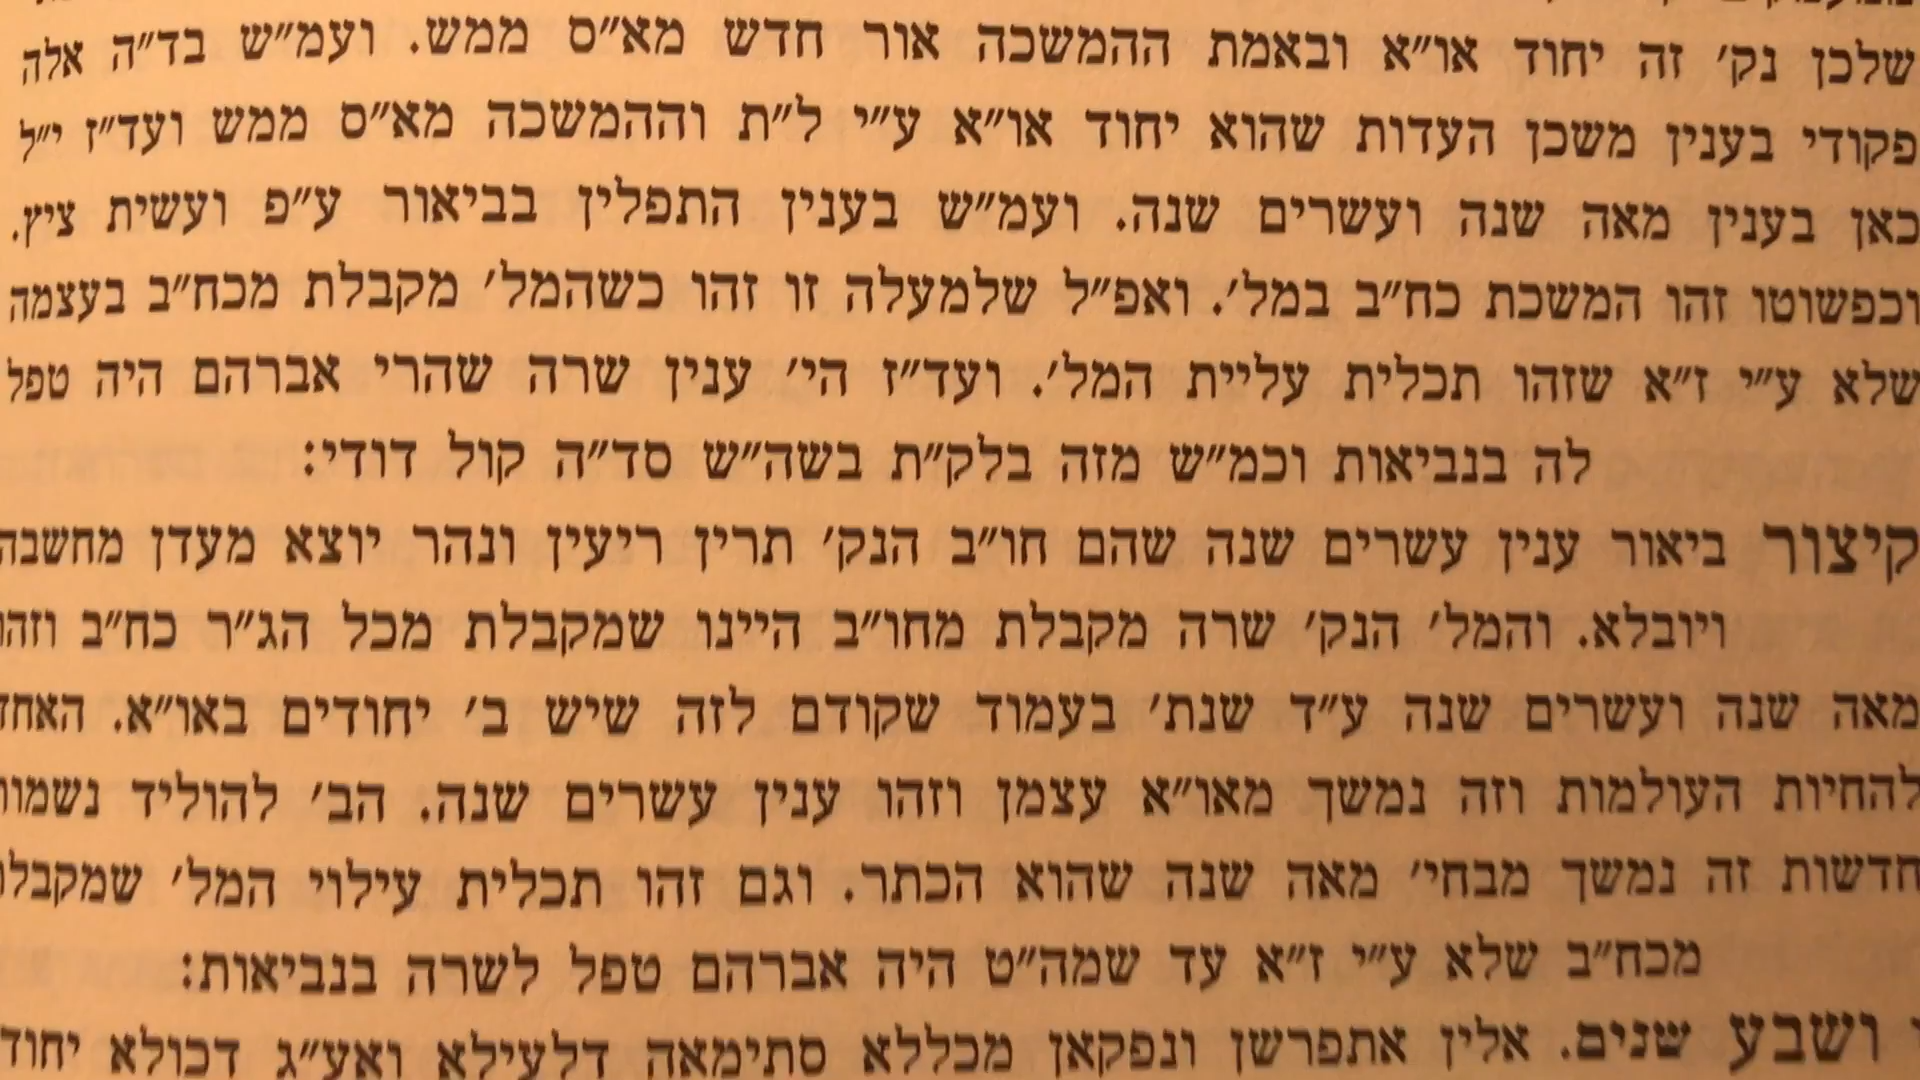 שלכן נק׳ זה יחוד או״א ובאמת ההמשכה אור חדש מא״ס ממש. ועמ״ש בד״ה אלה
פקודי בענין משכן העדות שהוא יחוד או״א ע״י ל״ת וההמשכה מא״ס ממש ועד״ז י״ל
כאן בענין מאה שנה ועשרים שנה. ועמ״ש בענין התפלין בביאור ע״פ ועשית ציץ.
וכפשוטו זהו המשכת כח״ב במל׳. ואפ״ל שלמעלה זו זהו כשהמל׳ מקבלת מכח״ב בעצמה
שלא ע״י ז״א שזהו תכלית עליית המל׳. ועד״ז הי׳ ענין שרה שהרי אברהם היה טפל
לה בנביאות וכמ״ש מזה בלק״ת בשה״ש סד״ה קול דודי:
קיצור ביאור ענין עשרים שנה שהם חו״ב הנק׳ תרין ריעין ונהר יוצא מעדן מחשבה
ויובלא. והמל׳ הנק׳ שרה מקבלת מחו״ב היינו שמקבלת מכל הג״ר כח״ב וזהו
מאה שנה ועשרים שנה ע״ד שנת׳ בעמוד שקודם לזה שיש ב׳ יחודים באו״א. האחד
להחיות העולמות וזה נמשך מאו״א עצמן וזהו ענין עשרים שנה. הב׳ להוליד נשמות
חדשות זה נמשך מבחי׳ מאה שנה שהוא הכתר. וגם זהו תכלית עילוי המל׳ שמקבלת
מכח״ב שלא ע״י ז״א עד שמה״ט היה אברהם טפל לשרה בנביאות:
ושבע שנים. אלין אתפרשן ונפקאן מכללא סתימאה דלעילא ואע״ג דכולא יחוד